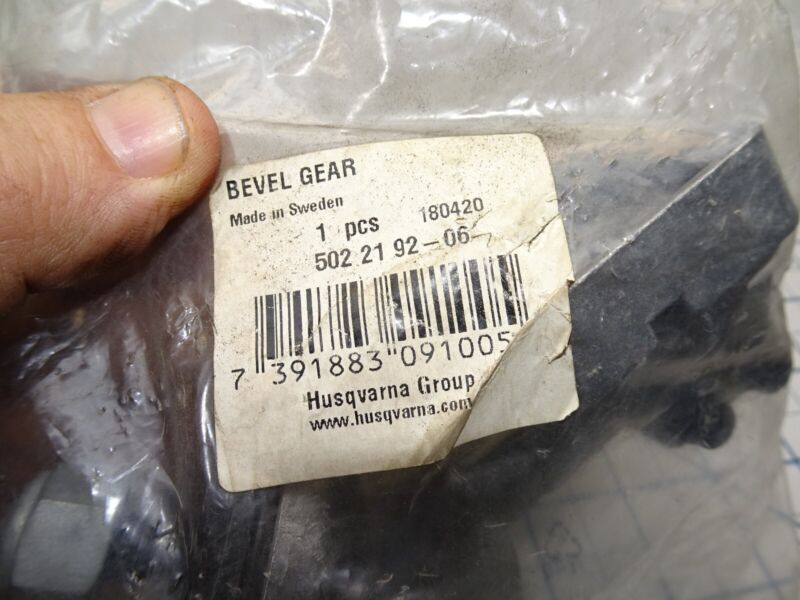 BEVEL GEAR
Made in Sweden
1 pcs 180420
502 21 92-06
7 391883 091005
Husqvarna Group
www.husqvarna.com